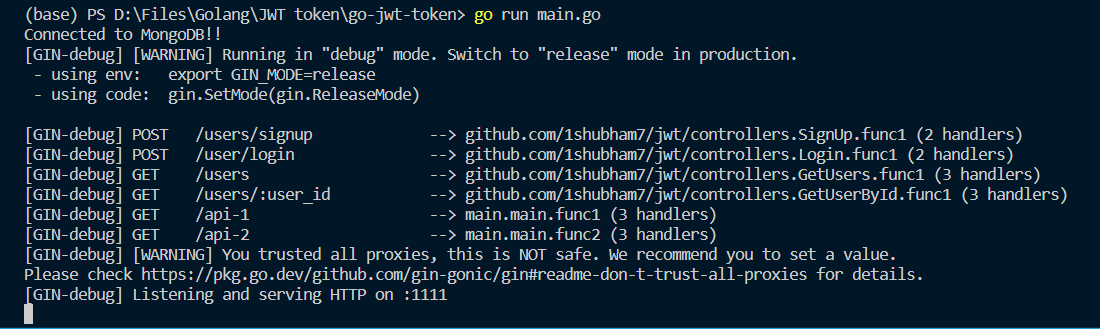 (base) PS D:\Files\Golang\JWT token\go-jwt-token> go run main.go
Connected to MongoDB!!
[GIN-debug] [WARNING] Running in "debug" mode. Switch to "release" mode in production.
 - using env:   export GIN_MODE=release
 - using code:  gin.SetMode(gin.ReleaseMode)

[GIN-debug] POST   /users/signup             --> github.com/1shubham7/jwt/controllers.SignUp.func1 (2 handlers)
[GIN-debug] POST   /user/login               --> github.com/1shubham7/jwt/controllers.Login.func1 (2 handlers)
[GIN-debug] GET    /users                    --> github.com/1shubham7/jwt/controllers.GetUsers.func1 (3 handlers)
[GIN-debug] GET    /users/:user_id           --> github.com/1shubham7/jwt/controllers.GetUserById.func1 (3 handlers)
[GIN-debug] GET    /api-1                    --> main.main.func1 (3 handlers)
[GIN-debug] GET    /api-2                    --> main.main.func2 (3 handlers)
[GIN-debug] [WARNING] You trusted all proxies, this is NOT safe. We recommend you to set a value.
Please check https://pkg.go.dev/github.com/gin-gonic/gin#readme-don-t-trust-all-proxies for details.
[GIN-debug] Listening and serving HTTP on :1111